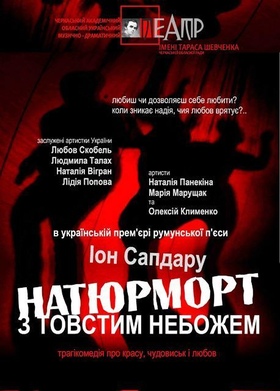 ЧЕРКАСЬКИЙ АКАДЕМІЧНИЙ
ОБЛАСНИЙ УКРАЇНСЬКИЙ
МУЗИЧНО - ДРАМАТИЧНИЙ
ТЕАТР
ІМЕНІ ТАРАСА ШЕВЧЕНКА
любиш чи дозволяєш себе любити?
коли зникає надія, чия любов врятує?..
заслужені артистки України
Любов Скобель
Людмила Талах
Наталія Вігран
Лідія Попова
артисти
Наталія Панекіна
Марія Марущак
та
Олексій Клименко
в українській прем'єрі румунської п'єси
Іон Сапдару
НАТЮРМОРТ
З ТОВСТИМ НЕБОЖЕМ
трагікомедія про красу, чудовиськ і любов